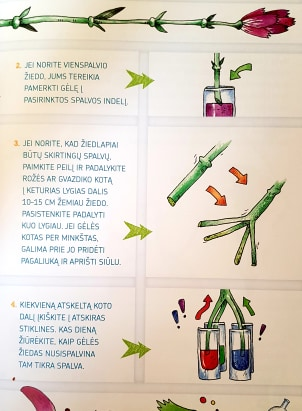 2. JEI NORITE VIENSPALVIO
ŽIEDO, JUMS TEREIKIA
PAMERKTI GĖLĘ Į
PASIRINKTOS SPALVOS INDELĮ.
3. JEI NORITE, KAD ŽIEDLAPIAI
BŪTŲ SKIRTINGŲ SPALVŲ,
PAIMKITE PEILĮ IR PADALYKITE
ROŽĖS AR GVAZDIKO KOTĄ
Į KETURIAS LYGIAS DALIS
10–15 CM ŽEMIAU ŽIEDO.
PASISTENKITE PADALYTI
KUO LYGIAU. JEI GĖLĖS
KOTAS PER MINKŠTAS,
GALIMA PRIE JO PRIDĖTI
PAGALIUKĄ IR APRIŠTI SIŪLU.
4. KIEKVIENĄ ATSKELTĄ KOTO
DALĮ ĮKIŠKITE Į ATSKIRAS
STIKLINES. KAS DIENĄ
ŽIŪRĖKITE, KAIP GĖLĖS
ŽIEDAS NUSISPALVINA
TAM TIKRA SPALVA.